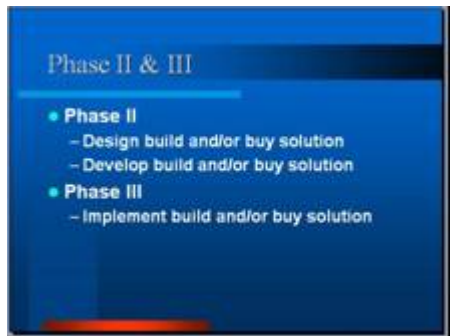 Phase II & III
Phase II
– Design build and/or buy solution
– Develop build and/or buy solution
Phase III
– Implement build and/or buy solution